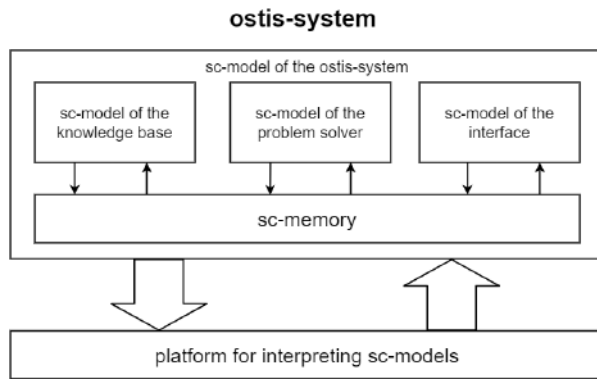 ostis-system
sc-model of the ostis-system
sc-model of the
knowledge base
sc-model of the
problem solver
sc-model of the
interface
sc-memory
platform for interpreting sc-models